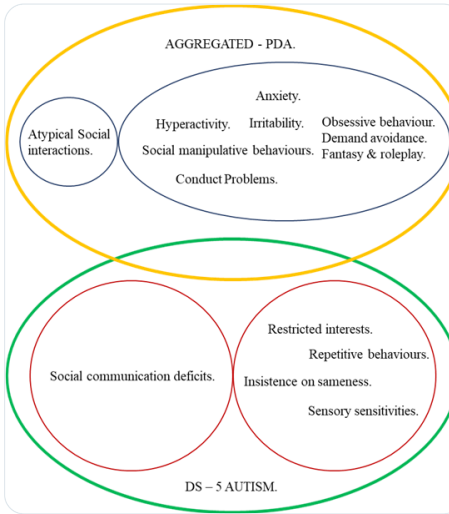 AGGREGATED - PDA.
Anxiety.
Hyperactivity.
Irritability.
Obsessive behaviour.
Atypical Social
interactions.
Demand avoidance.
Social manipulative behaviours.
Fantasy & roleplay.
Conduct Problems.
Restricted interests.
Repetitive behaviours.
Social communication deficits.
Insistence on sameness.
Sensory sensitivities.
DS – 5 AUTISM.